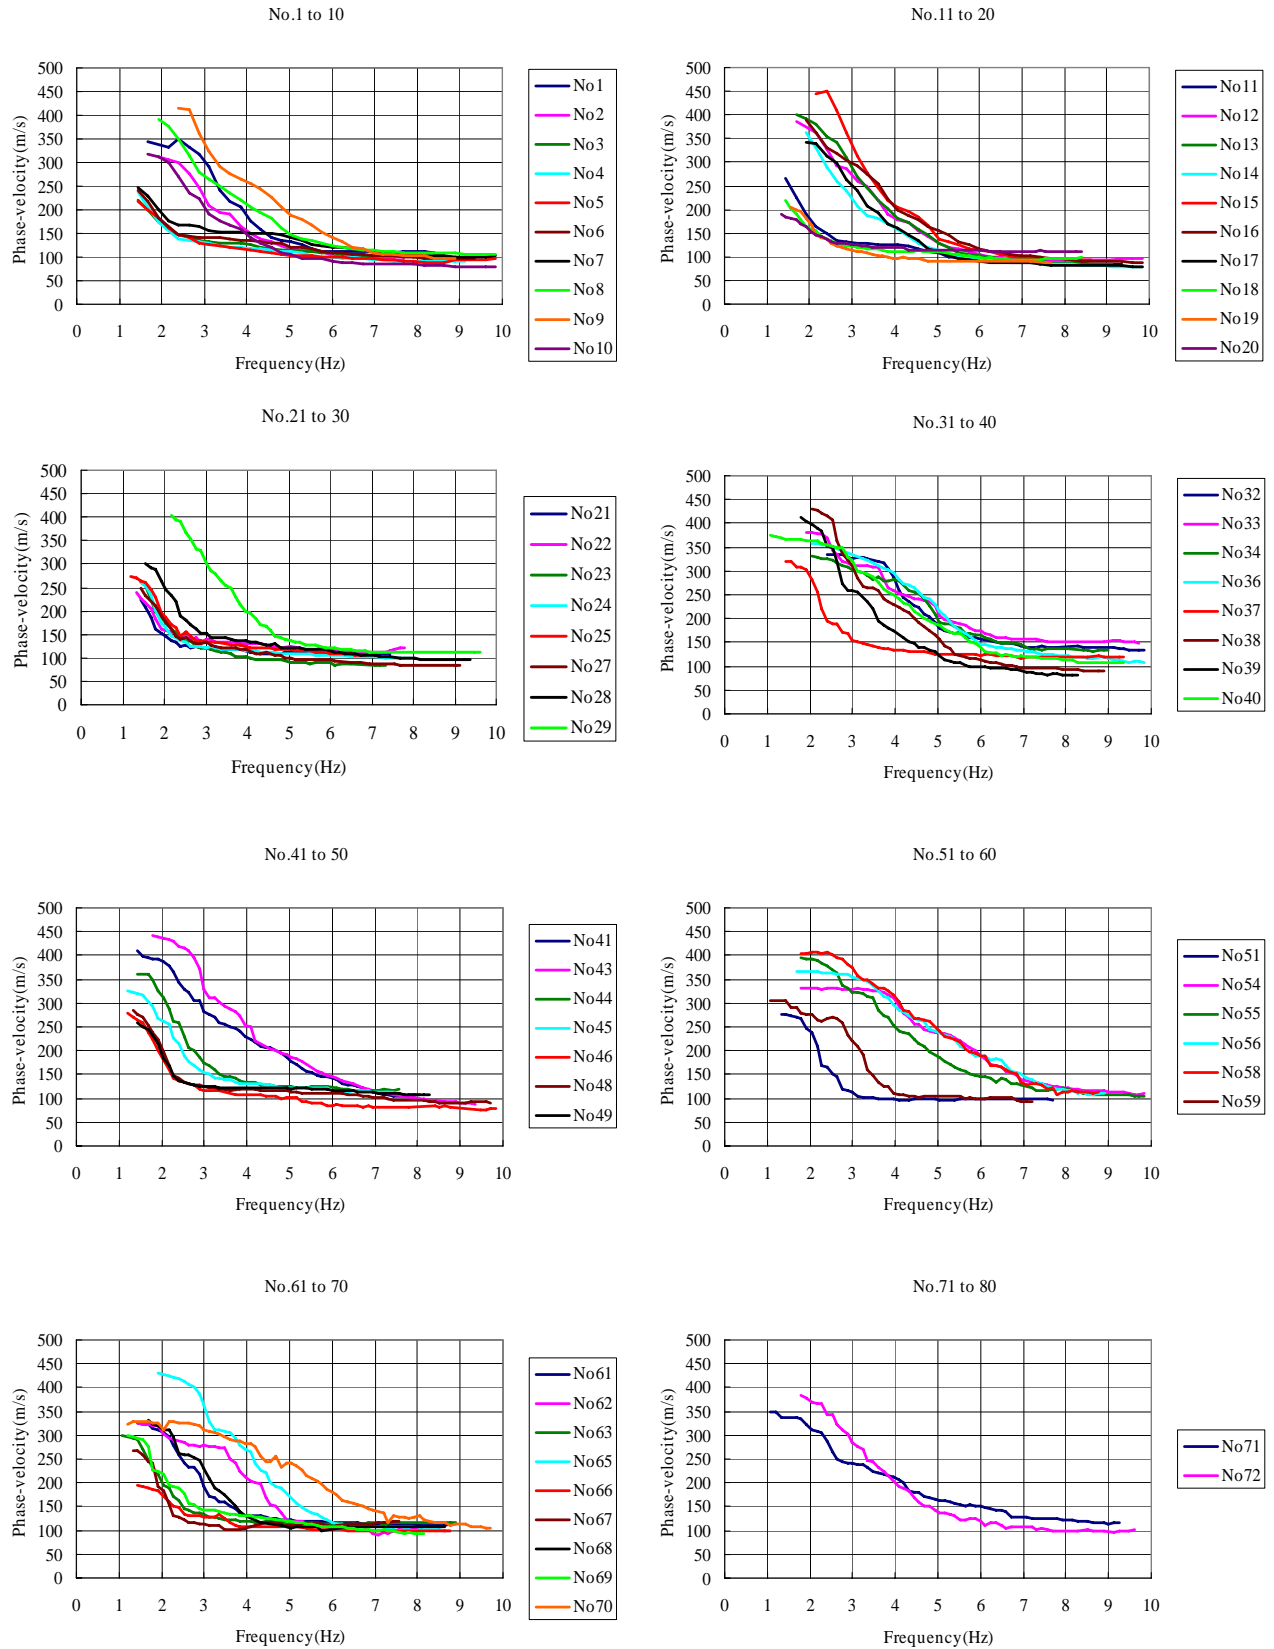 No.1 to 10
Phase-velocity(m/s)
500
450
400
350
300
250
200
150
100
50
0
0 1 2 3 4 5 6 7 8 9 10
Frequency(Hz)
No1
No2
No3
No4
No5
No6
No7
No8
No9
No10
No.11 to 20
Phase-velocity(m/s)
500
450
400
350
300
250
200
150
100
50
0
0 1 2 3 4 5 6 7 8 9 10
Frequency(Hz)
No11
No12
No13
No14
No15
No16
No17
No18
No19
No20
No.21 to 30
Phase-velocity(m/s)
500
450
400
350
300
250
200
150
100
50
0
0 1 2 3 4 5 6 7 8 9 10
Frequency(Hz)
No21
No22
No23
No24
No25
No27
No28
No29
No.31 to 40
Phase-velocity(m/s)
500
450
400
350
300
250
200
150
100
50
0
0 1 2 3 4 5 6 7 8 9 10
Frequency(Hz)
No32
No33
No34
No36
No37
No38
No39
No40
No.41 to 50
Phase-velocity(m/s)
500
450
400
350
300
250
200
150
100
50
0
0 1 2 3 4 5 6 7 8 9 10
Frequency(Hz)
No41
No43
No44
No45
No46
No48
No49
No.51 to 60
Phase-velocity(m/s)
500
450
400
350
300
250
200
150
100
50
0
0 1 2 3 4 5 6 7 8 9 10
Frequency(Hz)
No51
No54
No55
No56
No58
No59
No.61 to 70
Phase-velocity(m/s)
500
450
400
350
300
250
200
150
100
50
0
0 1 2 3 4 5 6 7 8 9 10
Frequency(Hz)
No61
No62
No63
No65
No66
No67
No68
No69
No70
No.71 to 80
Phase-velocity(m/s)
500
450
400
350
300
250
200
150
100
50
0
0 1 2 3 4 5 6 7 8 9 10
Frequency(Hz)
No71
No72